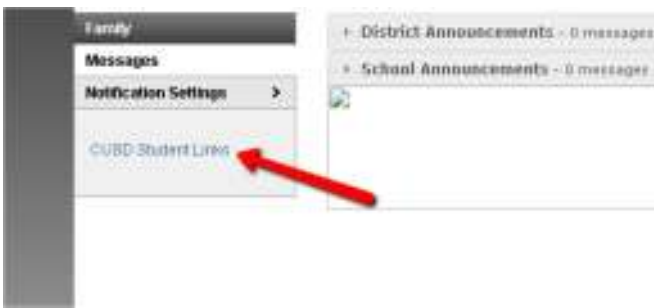 Family
Messages
Notification Settings
CUSD Student Links
+ District Announcements - 0 messages
+ School Announcements - 0 messages